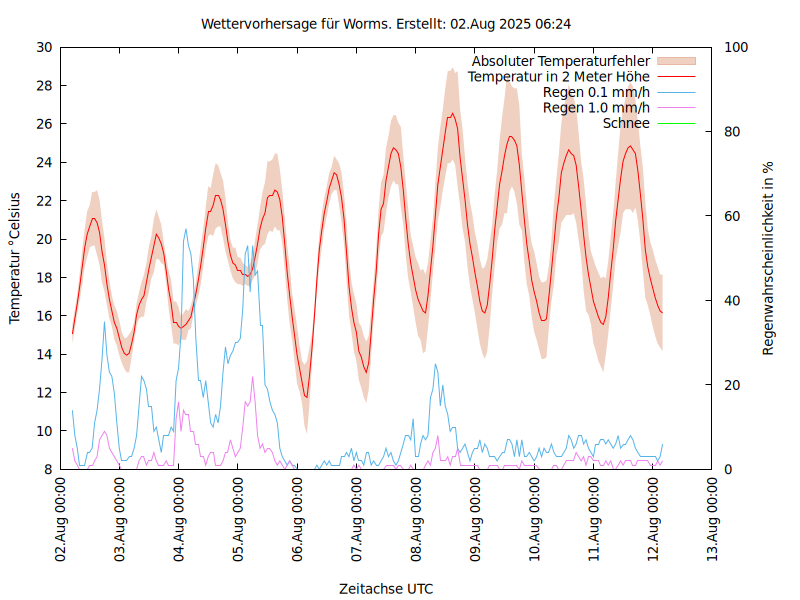 Wettervorhersage für Worms. Erstellt: 02.Aug 2025 06:24
30
28
26
24
22
20
18
16
14
12
10
8
100
80
60
40
20
0
Temperatur °Celsius
Regenwahrscheinlichkeit in %
Absoluter Temperaturfehler
Temperatur in 2 Meter Höhe
Regen 0.1 mm/h
Regen 1.0 mm/h
Schnee
02.Aug 00:00
03.Aug 00:00
04.Aug 00:00
05.Aug 00:00
06.Aug 00:00
07.Aug 00:00
08.Aug 00:00
09.Aug 00:00
10.Aug 00:00
11.Aug 00:00
12.Aug 00:00
13.Aug 00:00
Zeitachse UTC